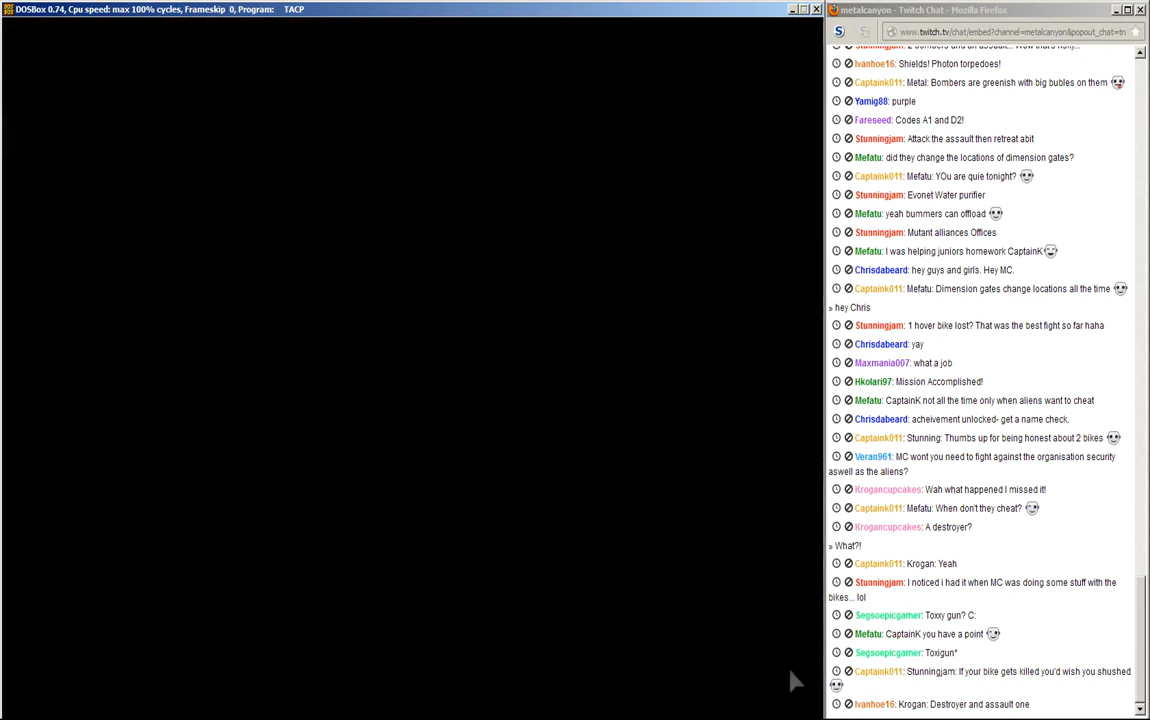 DOSBox 0.74, Cpu speed: max 100% cycles, Frameskip 0, Program: TACP
metalcanyon - Twitch Chat - Mozilla Firefox
www.twitch.tv/chat/embed?channel=metalcanyon&popout_chat=tru
Stunningjam: 2 bombers and an assault... Wow that's risky...
Ivanhoe16: Shields! Photon torpedoes!
Captaink011: Metal: Bombers are greenish with big bubles on them
Yamig88: purple
Fareseed: Codes A1 and D2!
Stunningjam: Attack the assault then retreat abit
Mefatu: did they change the locations of dimension gates?
Captaink011: Mefatu: YOu are quie tonight?
Stunningjam: Evonet Water purifier
Mefatu: yeah bummers can offload
Stunningjam: Mutant alliances Offices
Mefatu: I was helping juniors homework CaptainK
Chrisdabeard: hey guys and girls. Hey MC.
Captaink011: Mefatu: Dimension gates change locations all the time
» hey Chris
Stunningjam: 1 hover bike lost? That was the best fight so far haha
Chrisdabeard: yay
Maxmania007: what a job
Hkolari97: Mission Accomplished!
Mefatu: CaptainK not all the time only when aliens want to cheat
Chrisdabeard: acheivement unlocked- get a name check.
Captaink011: Stunning: Thumbs up for being honest about 2 bikes
Veran961: MC wont you need to fight against the organisation security
aswell as the aliens?
Krogancupcakes: Wah what happened I missed it!
Captaink011: Mefatu: When don't they cheat?
Krogancupcakes: A destroyer?
» What?!
Captaink011: Krogan: Yeah
Stunningjam: I noticed i had it when MC was doing some stuff with the
bikes... lol
Segsoepicgamer: Toxxy gun? C:
Mefatu: CaptainK you have a point
Segsoepicgamer: Toxigun*
Captaink011: Stunningjam: If your bike gets killed you'd wish you shushed
Ivanhoe16: Krogan: Destroyer and assault one